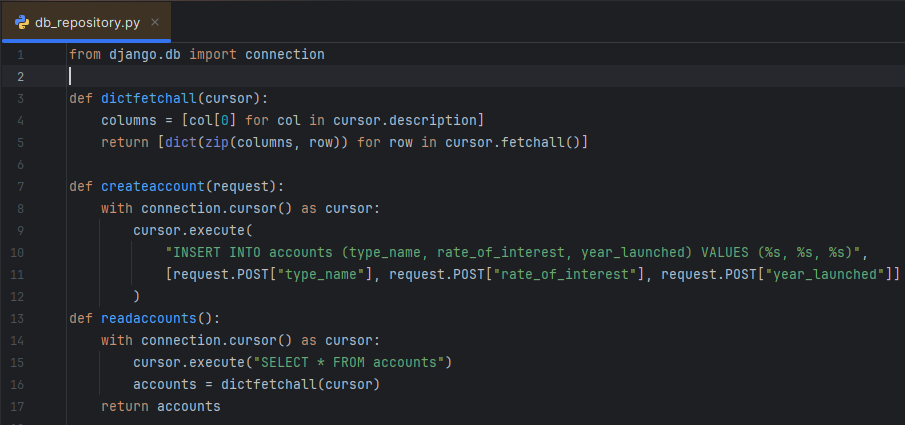 db_repository.py ×
1 from django.db import connection
2
3 def dictfetchall(cursor):
4     columns = [col[0] for col in cursor.description]
5     return [dict(zip(columns, row)) for row in cursor.fetchall()]
6
7 def createaccount(request):
8     with connection.cursor() as cursor:
9         cursor.execute(
10             "INSERT INTO accounts (type_name, rate_of_interest, year_launched) VALUES (%s, %s, %s)",
11             [request.POST["type_name"], request.POST["rate_of_interest"], request.POST["year_launched"]]
12         )
13 def readaccounts():
14     with connection.cursor() as cursor:
15         cursor.execute("SELECT * FROM accounts")
16         accounts = dictfetchall(cursor)
17     return accounts